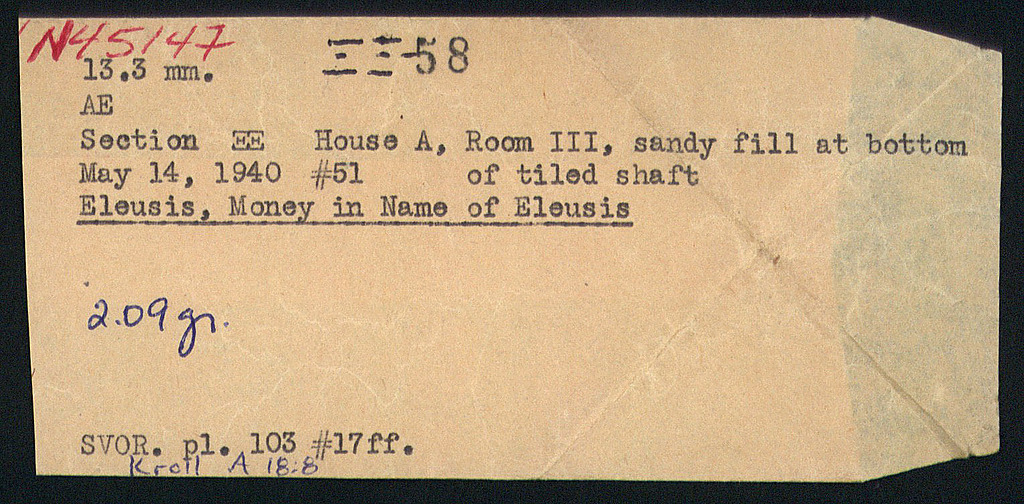 N45147
ΞΞ-58
13.3 mm.
AE
Section ΞΞ House A, Room III, sandy fill at bottom
May 14, 1940 #51 of tiled shaft
Eleusis, Money in Name of Eleusis
2.09 gr.
SVOR. pl. 103 #17ff.
Kroll A 18:8